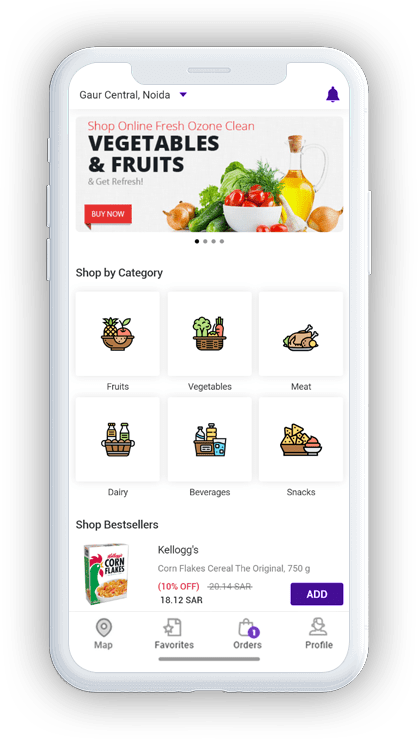 Gaur Central, Noida
Shop Online Fresh Ozone Clean
VEGETABLES
& FRUITS
& Get Refresh!
BUY NOW
Shop by Category
Fruits
Vegetables
Meat
Dairy
Beverages
Snacks
Shop Bestsellers
Kellogg's
CORN
FLAKES
Kellogg's
Corn Flakes Cereal The Original, 750 g
(10% OFF) 20.14 SAR
18.12 SAR
ADD
1
Map
Favorites
Orders
Profile